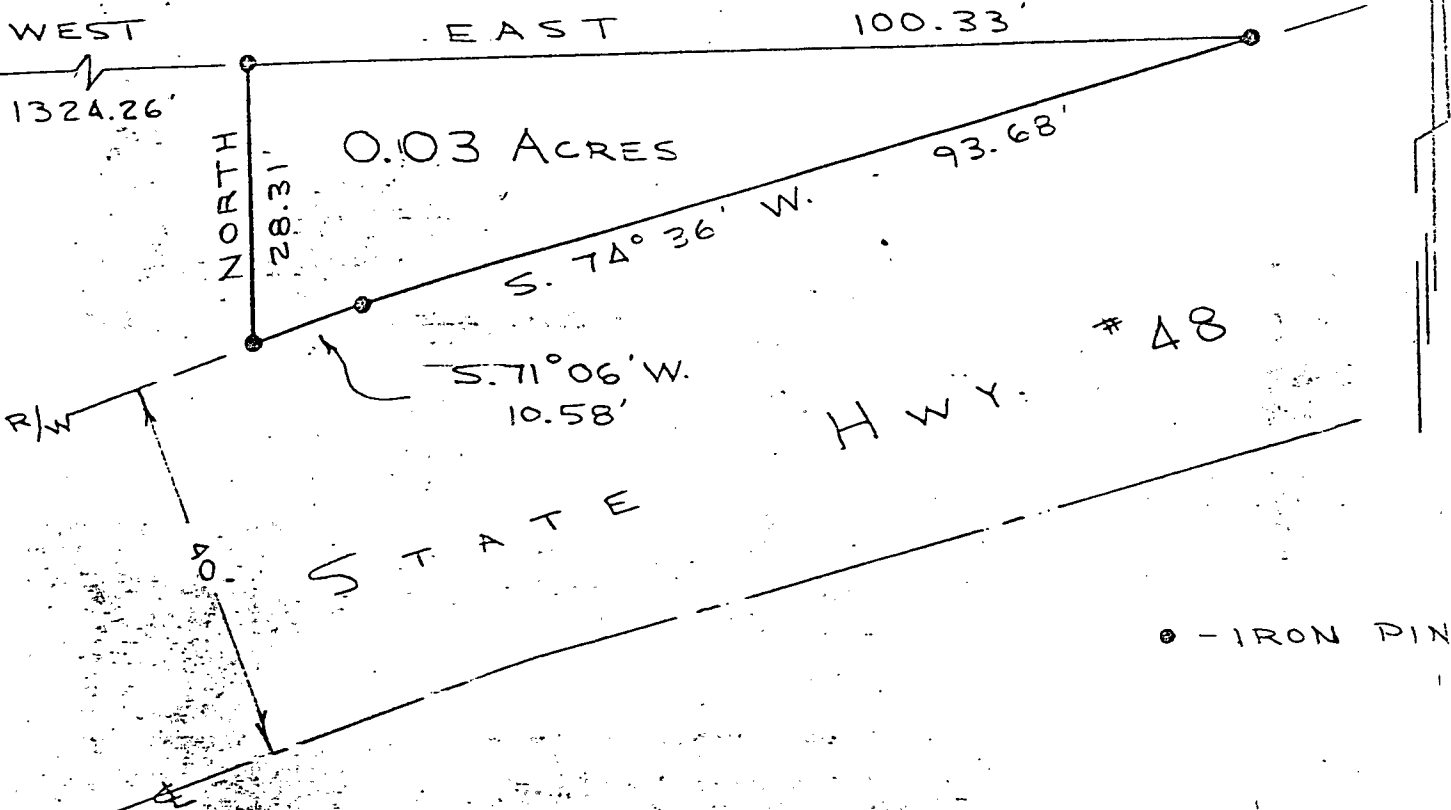 WEST
EAST 100.33'
1324.26'
NORTH
28.31'
0.03 ACRES
S. 74° 36' W. 93.68'
S. 71° 06' W.
10.58'
R/W
40'
STATE HWY. #48
℄
- IRON PIN